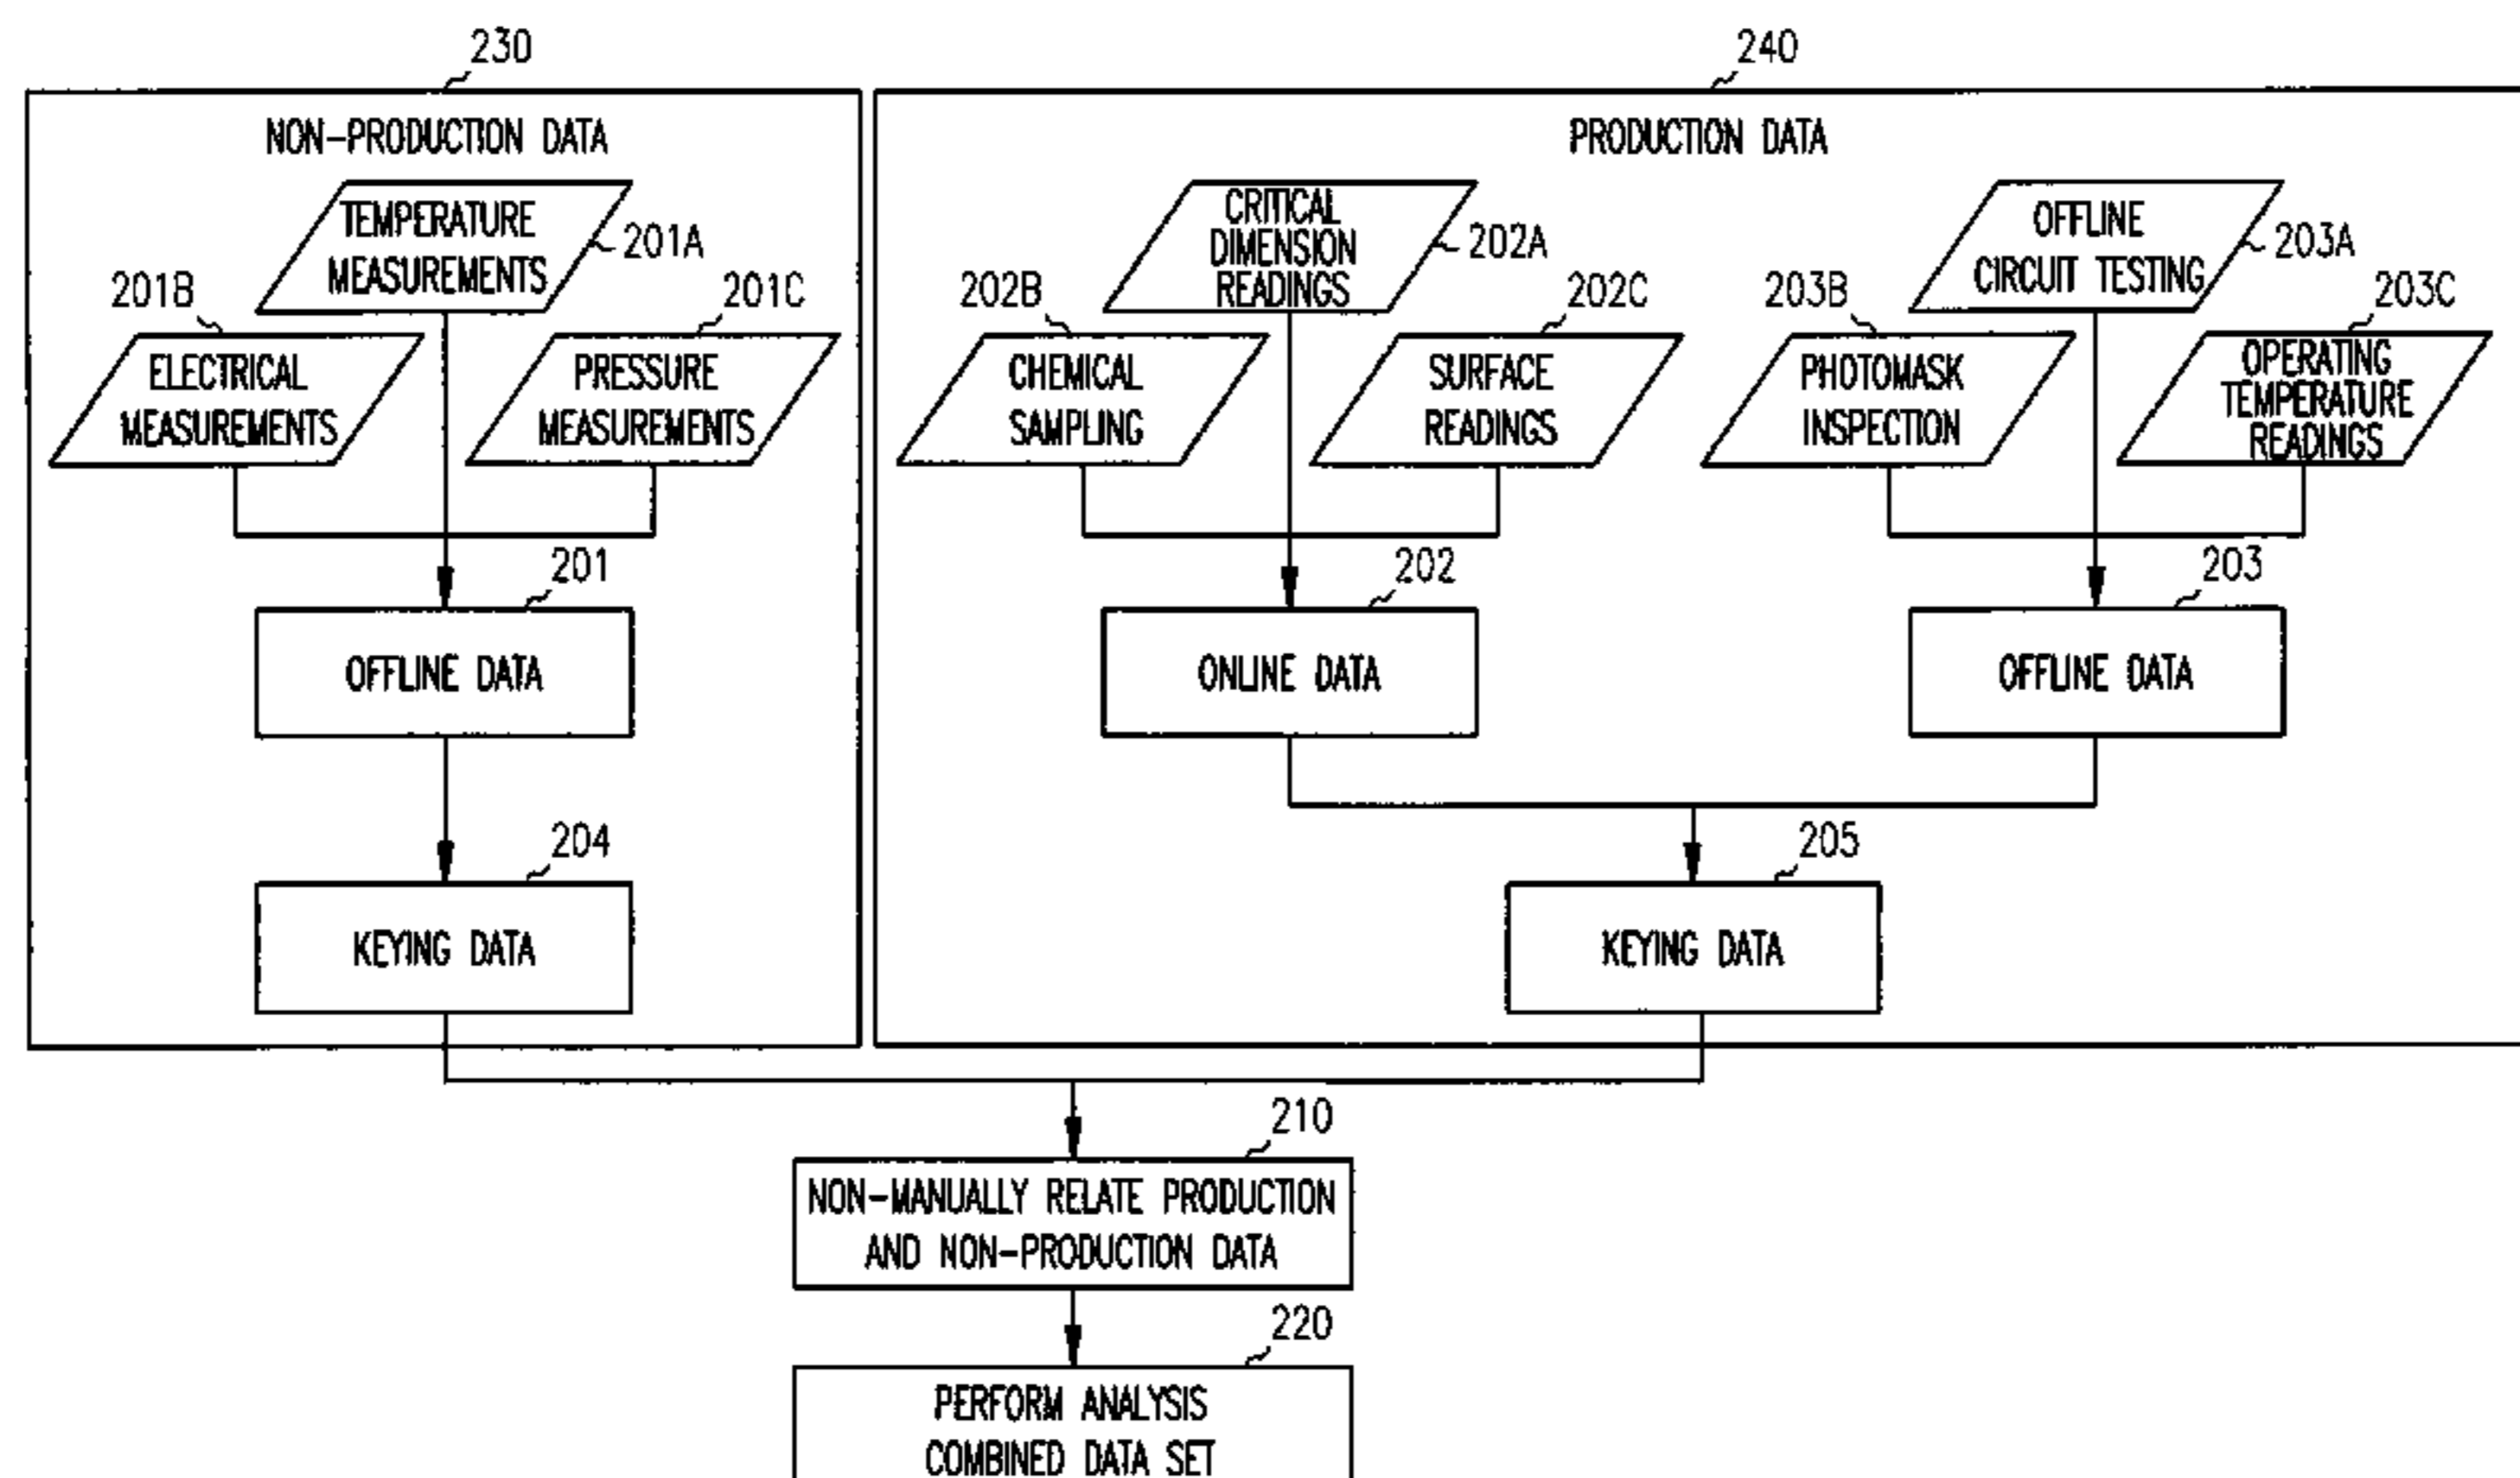 230
240
NON-PRODUCTION DATA
PRODUCTION DATA
TEMPERATURE
MEASUREMENTS
201A
CRITICAL
DIMENSION
READINGS
202A
OFFLINE
CIRCUIT TESTING
203A
201B
201C
202B
202C
203B
203C
ELECTRICAL
MEASUREMENTS
PRESSURE
MEASUREMENTS
CHEMICAL
SAMPLING
SURFACE
READINGS
PHOTOMASK
INSPECTION
OPERATING
TEMPERATURE
READINGS
201
202
203
OFFLINE DATA
ONLINE DATA
OFFLINE DATA
204
205
KEYING DATA
KEYING DATA
210
NON-MANUALLY RELATE PRODUCTION
AND NON-PRODUCTION DATA
220
PERFORM ANALYSIS
COMBINED DATA SET